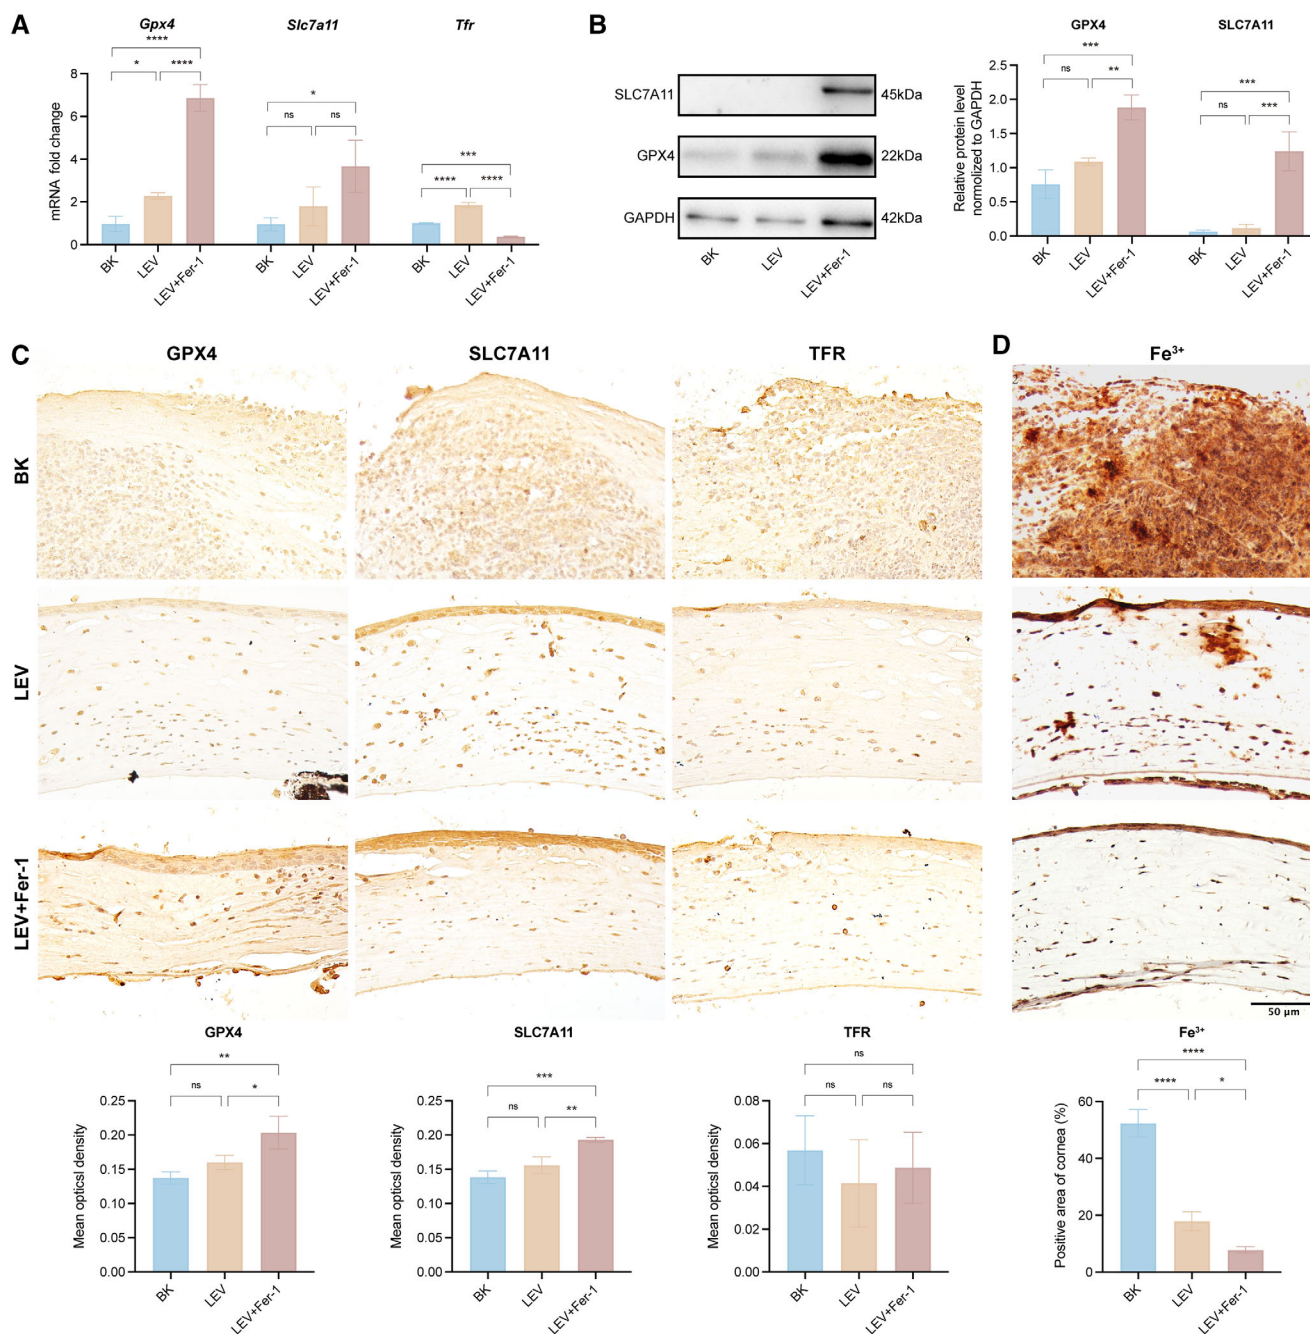 A
Gpx4 Slc7a11 Tfr
****
* ****
*
ns ns
***
**** ****
mRNA fold change
8
6
4
2
0
BK LEV LEV+Fer-1 BK LEV LEV+Fer-1 BK LEV LEV+Fer-1
B
SLC7A11 45kDa
GPX4 22kDa
GAPDH 42kDa
BK LEV LEV+Fer-1
GPX4 SLC7A11
***
ns **
***
ns ***
Relative protein level
normolized to GAPDH
2.5
2.0
1.5
1.0
0.5
0.0
BK LEV LEV+Fer-1 BK LEV LEV+Fer-1
C
GPX4 SLC7A11 TFR
D
Fe³⁺
BK
LEV
LEV+Fer-1
50 µm
GPX4
**
ns *
Mean opticsl density
0.25
0.20
0.15
0.10
0.05
0.00
BK LEV LEV+Fer-1
SLC7A11
***
ns **
Mean opticsl density
0.25
0.20
0.15
0.10
0.05
0.00
BK LEV LEV+Fer-1
TFR
ns
ns ns
Mean opticsl density
0.08
0.06
0.04
0.02
0.00
BK LEV LEV+Fer-1
Fe³⁺
****
**** *
Positive area of cornea (%)
60
40
20
0
BK LEV LEV+Fer-1